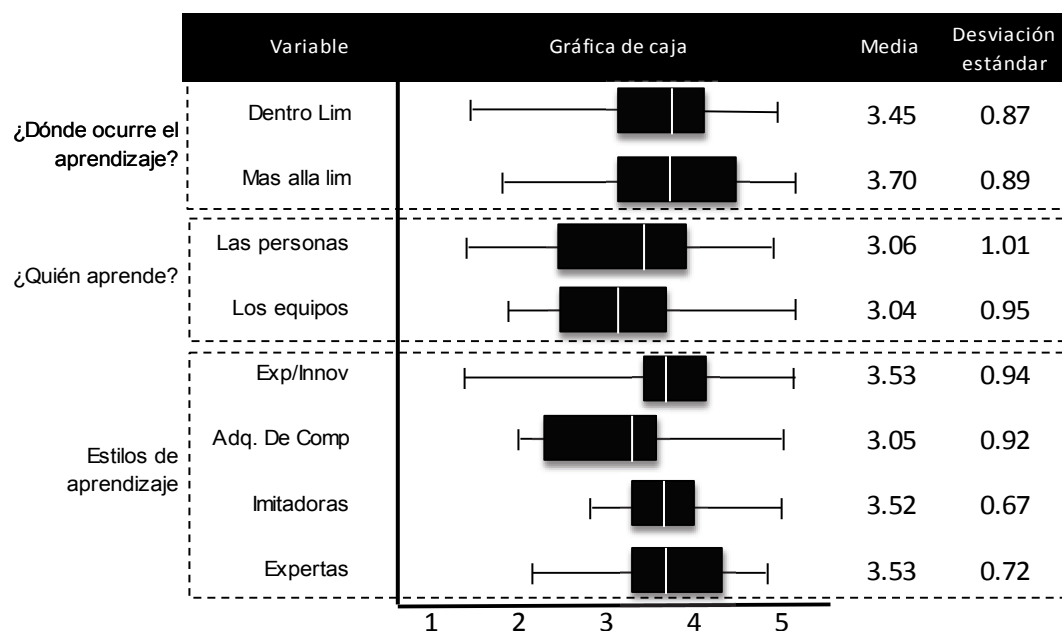 Variable Gráfica de caja Media Desviación
estándar
¿Dónde ocurre el
aprendizaje?
Dentro Lim 3.45 0.87
Mas alla lim 3.70 0.89
¿Quién aprende?
Las personas 3.06 1.01
Los equipos 3.04 0.95
Estilos de
aprendizaje
Exp/Innov 3.53 0.94
Adq. De Comp 3.05 0.92
Imitadoras 3.52 0.67
Expertas 3.53 0.72
1 2 3 4 5